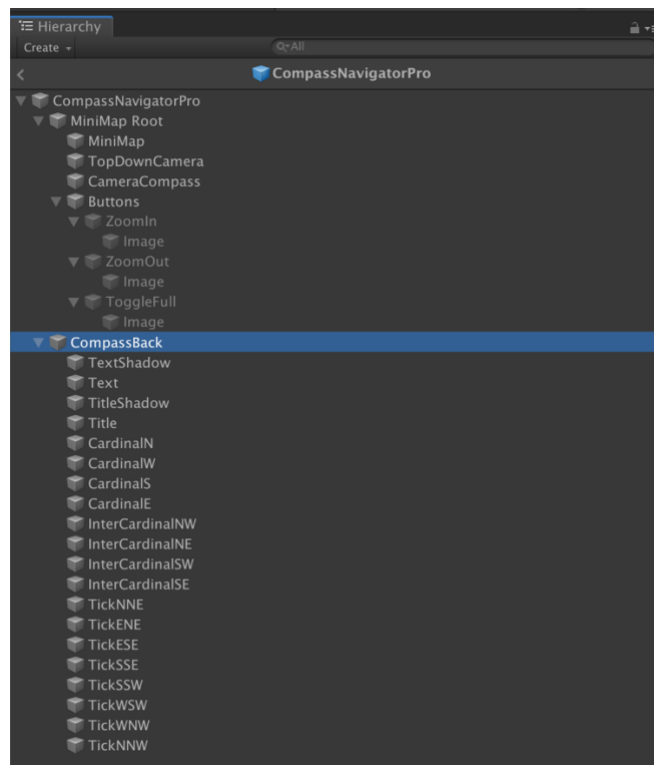 Hierarchy
Create
All
CompassNavigatorPro
CompassNavigatorPro
MiniMap Root
MiniMap
TopDownCamera
CameraCompass
Buttons
ZoomIn
Image
ZoomOut
Image
ToggleFull
Image
CompassBack
TextShadow
Text
TitleShadow
Title
CardinalN
CardinalW
CardinalS
CardinalE
InterCardinalNW
InterCardinalNE
InterCardinalSW
InterCardinalSE
TickNNE
TickENE
TickESE
TickSSE
TickSSW
TickWSW
TickWNW
TickNNW